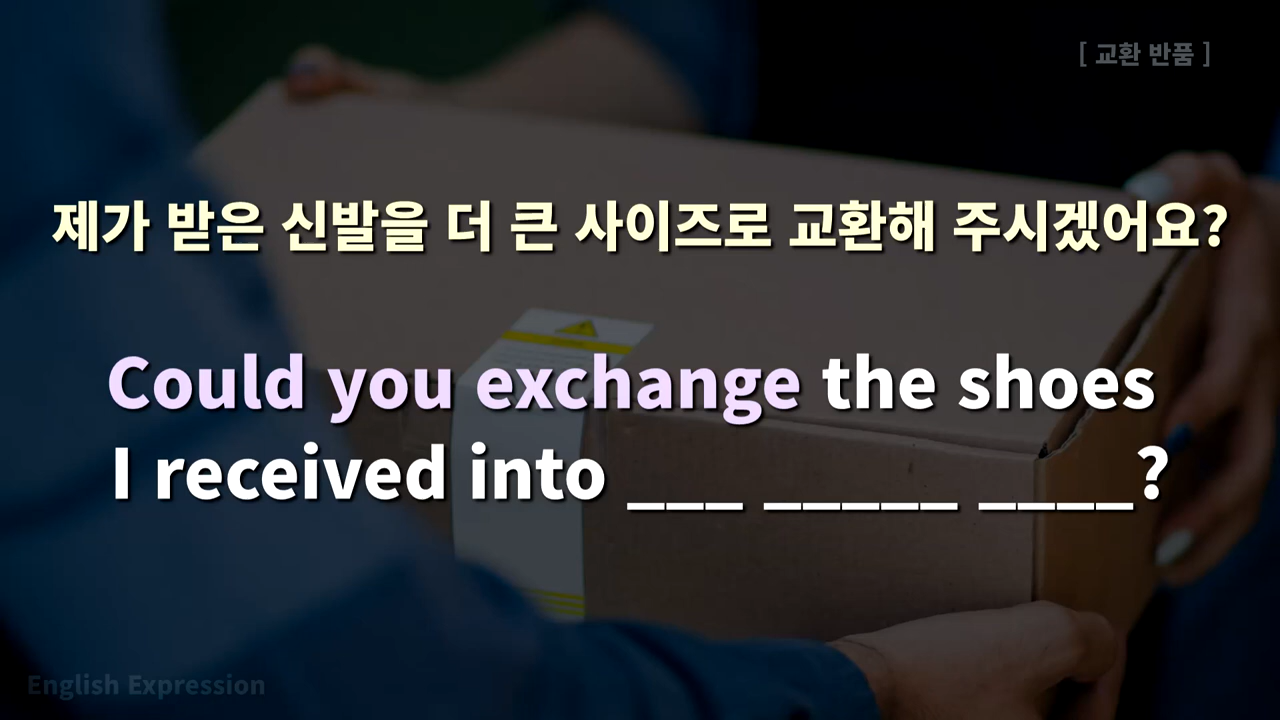 [ 교환 반품 ]
제가 받은 신발을 더 큰 사이즈로 교환해 주시겠어요?
Could you exchange the shoes
I received into ___ _____ ____?
English Expression